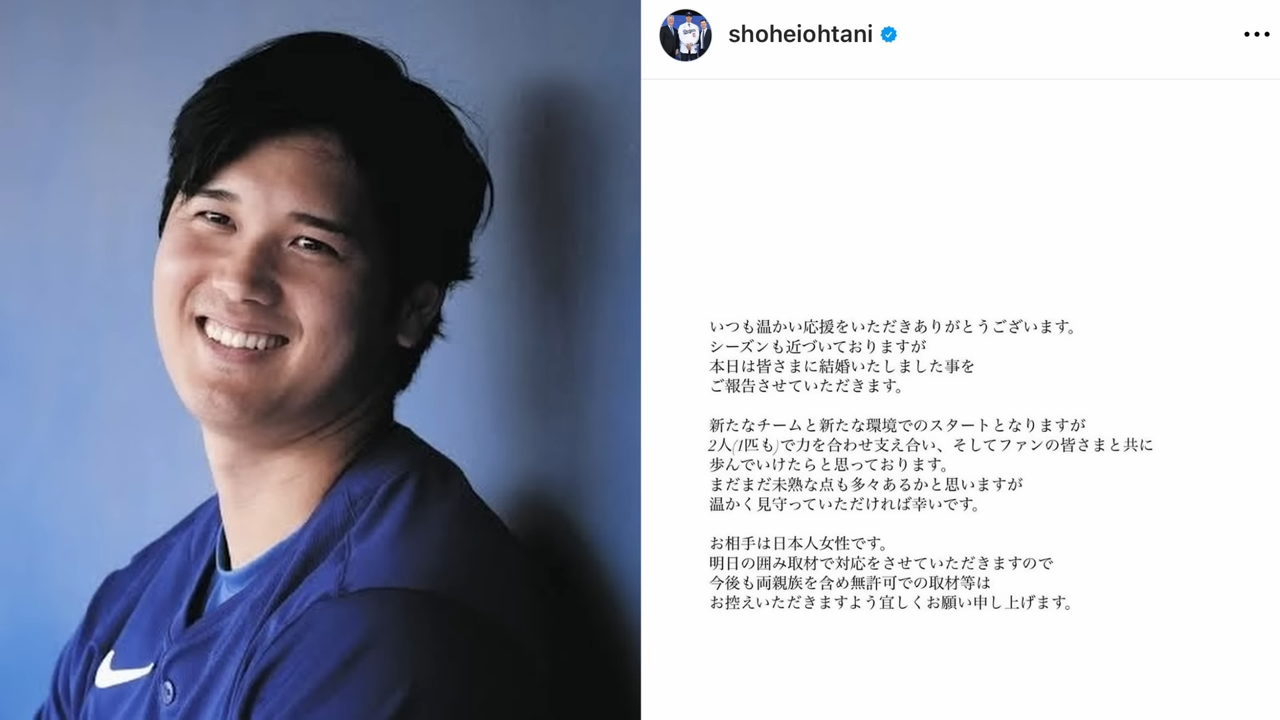 shoheiohtani
いつも温かい応援をいただきありがとうございます。
シーズンも近づいておりますが
本日は皆さまに結婚いたしました事を
ご報告させていただきます。
新たなチームと新たな環境でのスタートとなりますが
2人(1匹も)で力を合わせ支え合い、そしてファンの皆さまと共に
歩んでいけたらと思っております。
まだまだ未熟な点も多々あるかと思いますが
温かく見守っていただければ幸いです。
お相手は日本人女性です。
明日の囲み取材で対応をさせていただきますので
今後も両親族を含め無許可での取材等は
お控えいただきますよう宜しくお願い申し上げます。